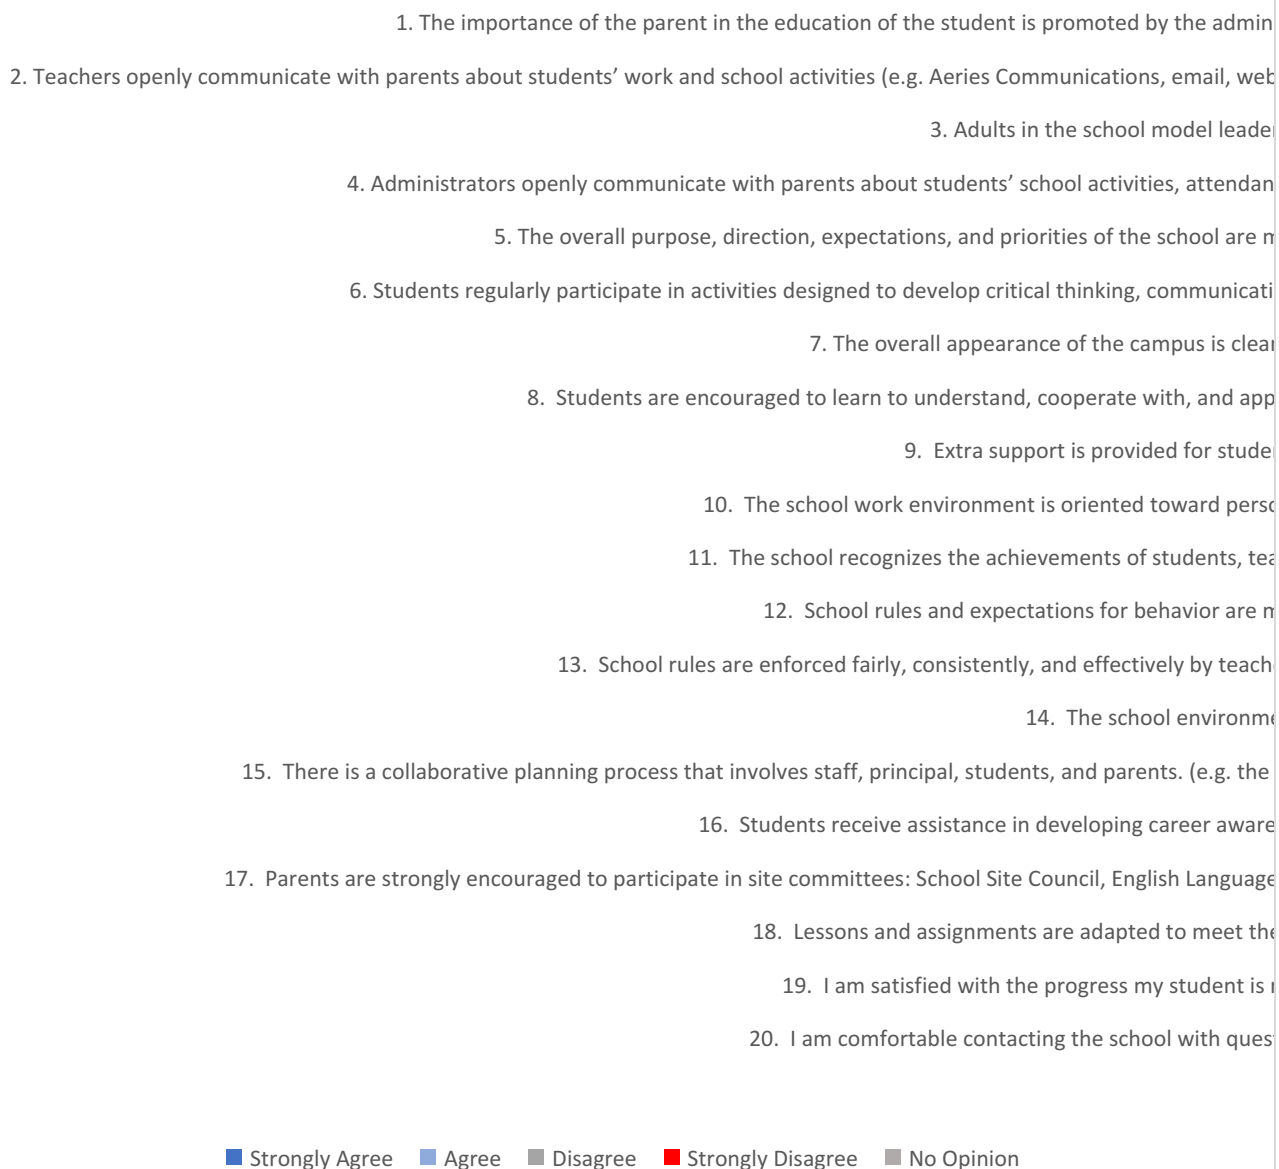 1. The importance of the parent in the education of the student is promoted by the admin
2. Teachers openly communicate with parents about students’ work and school activities (e.g. Aeries Communications, email, web
3. Adults in the school model leade
4. Administrators openly communicate with parents about students’ school activities, attendan
5. The overall purpose, direction, expectations, and priorities of the school are
6. Students regularly participate in activities designed to develop critical thinking, communicati
7. The overall appearance of the campus is clea
8. Students are encouraged to learn to understand, cooperate with, and app
9. Extra support is provided for stude
10. The school work environment is oriented toward pers
11. The school recognizes the achievements of students, tea
12. School rules and expectations for behavior are
13. School rules are enforced fairly, consistently, and effectively by teach
14. The school environme
15. There is a collaborative planning process that involves staff, principal, students, and parents. (e.g. the
16. Students receive assistance in developing career aware
17. Parents are strongly encouraged to participate in site committees: School Site Council, English Language
18. Lessons and assignments are adapted to meet the
19. I am satisfied with the progress my student is
20. I am comfortable contacting the school with ques
Strongly Agree Agree Disagree Strongly Disagree No Opinion